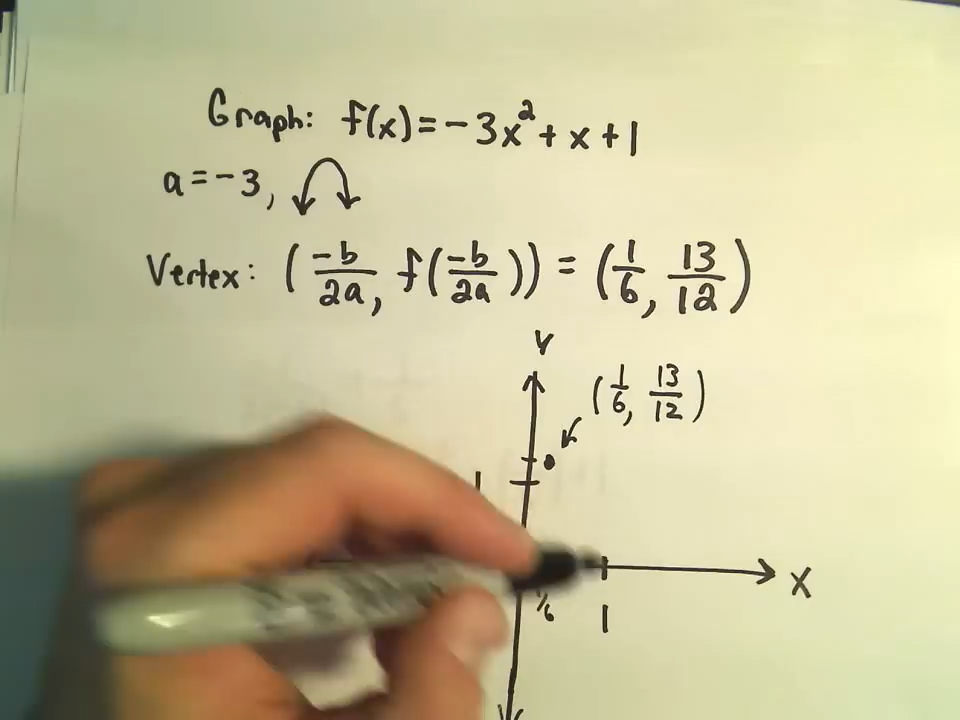 Graph: f(x) = -3x² + x + 1
a = -3,
Vertex: (-b/2a, f(-b/2a)) = (1/6, 13/12)
y
(1/6, 13/12)
1
x
1/6
1